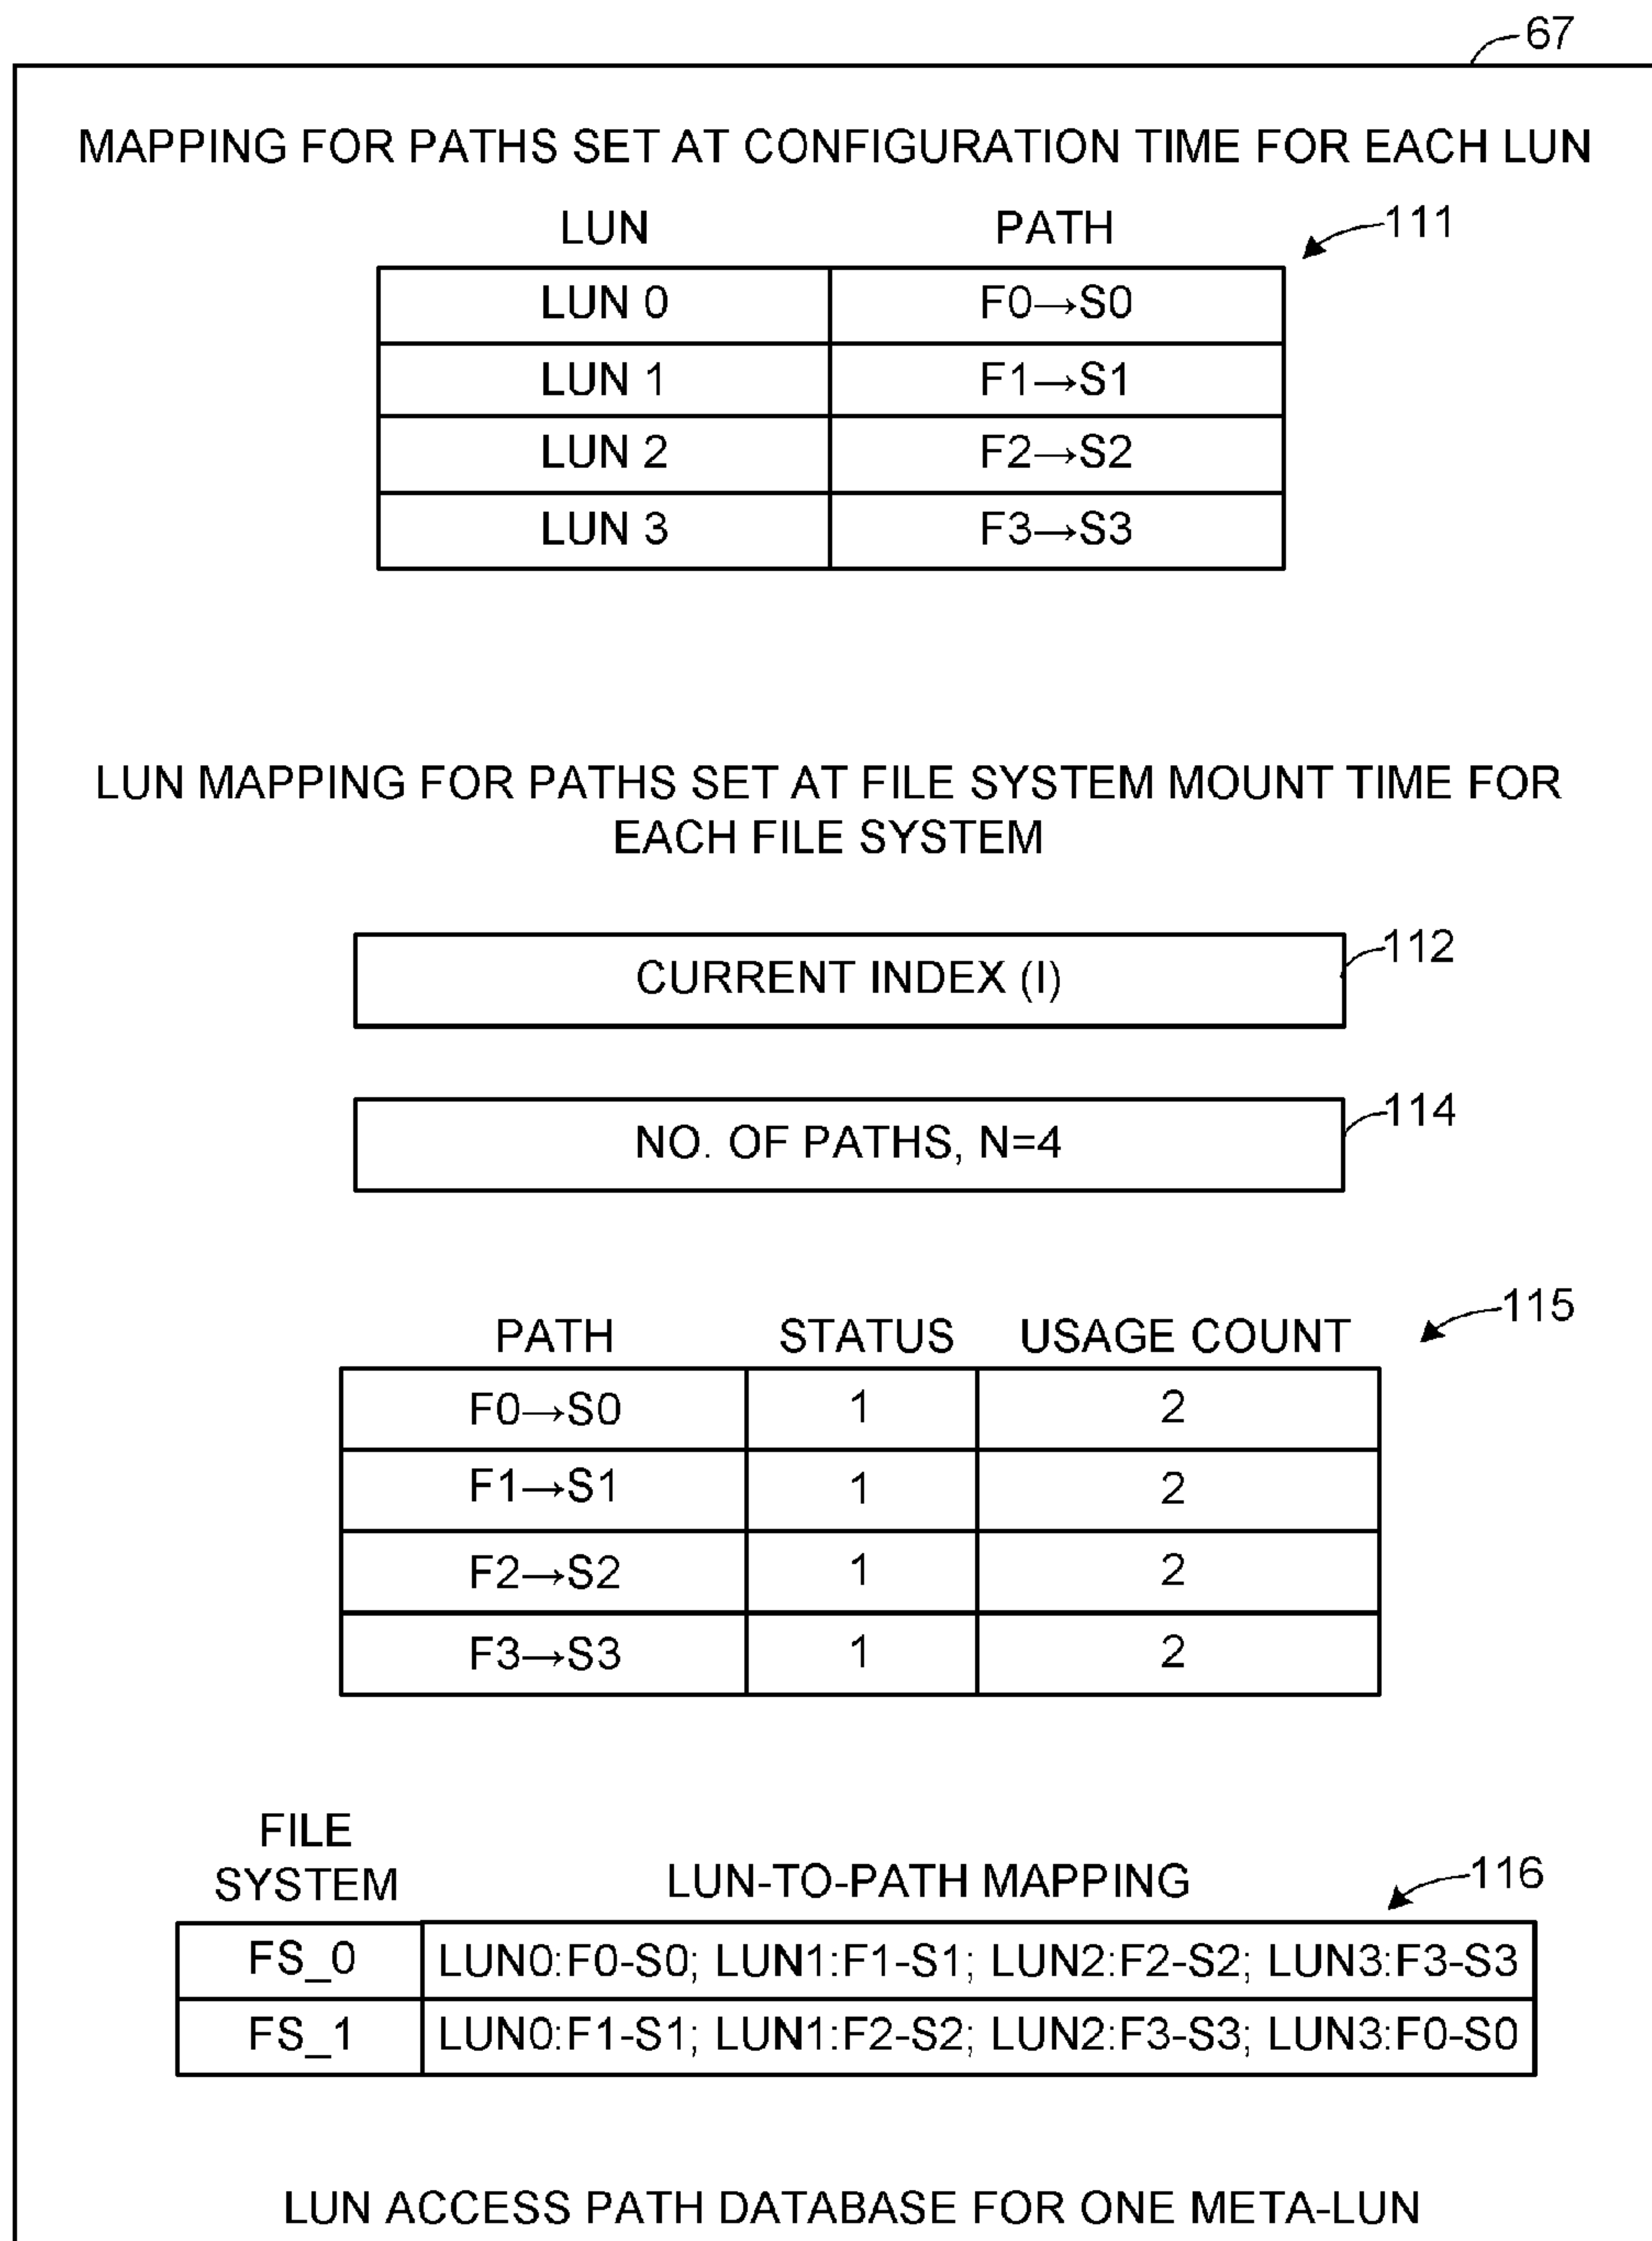 67
MAPPING FOR PATHS SET AT CONFIGURATION TIME FOR EACH LUN
LUN PATH 111
LUN 0 F0→S0
LUN 1 F1→S1
LUN 2 F2→S2
LUN 3 F3→S3
LUN MAPPING FOR PATHS SET AT FILE SYSTEM MOUNT TIME FOR
EACH FILE SYSTEM
CURRENT INDEX (I) 112
NO. OF PATHS, N=4 114
PATH STATUS USAGE COUNT 115
F0→S0 1 2
F1→S1 1 2
F2→S2 1 2
F3→S3 1 2
FILE
SYSTEM LUN-TO-PATH MAPPING 116
FS_0 LUN0:F0-S0; LUN1:F1-S1; LUN2:F2-S2; LUN3:F3-S3
FS_1 LUN0:F1-S1; LUN1:F2-S2; LUN2:F3-S3; LUN3:F0-S0
LUN ACCESS PATH DATABASE FOR ONE META-LUN